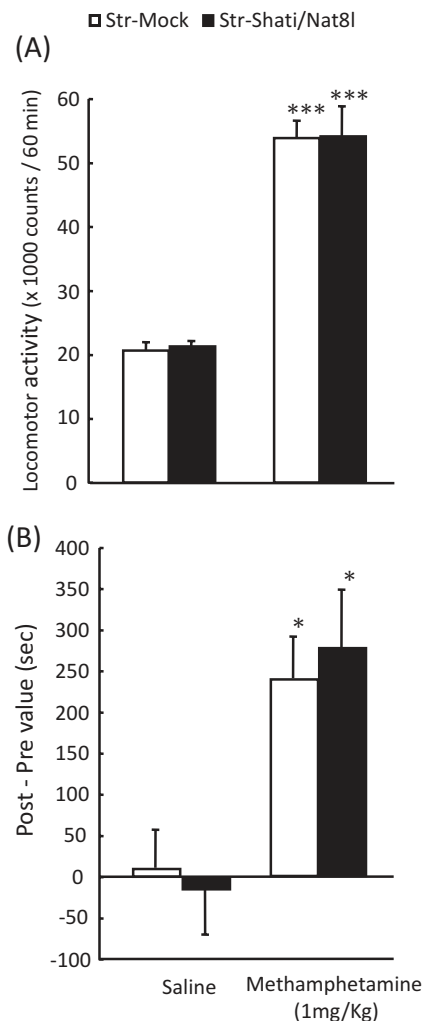 Str-Mock Str-Shati/Nat8l
(A)
Locomotor activity (x 1000 counts / 60 min)
60
50
40
30
20
10
0
*** ***
(B)
Post - Pre value (sec)
400
350
300
250
200
150
100
50
0
-50
-100
* *
Saline Methamphetamine
(1mg/Kg)